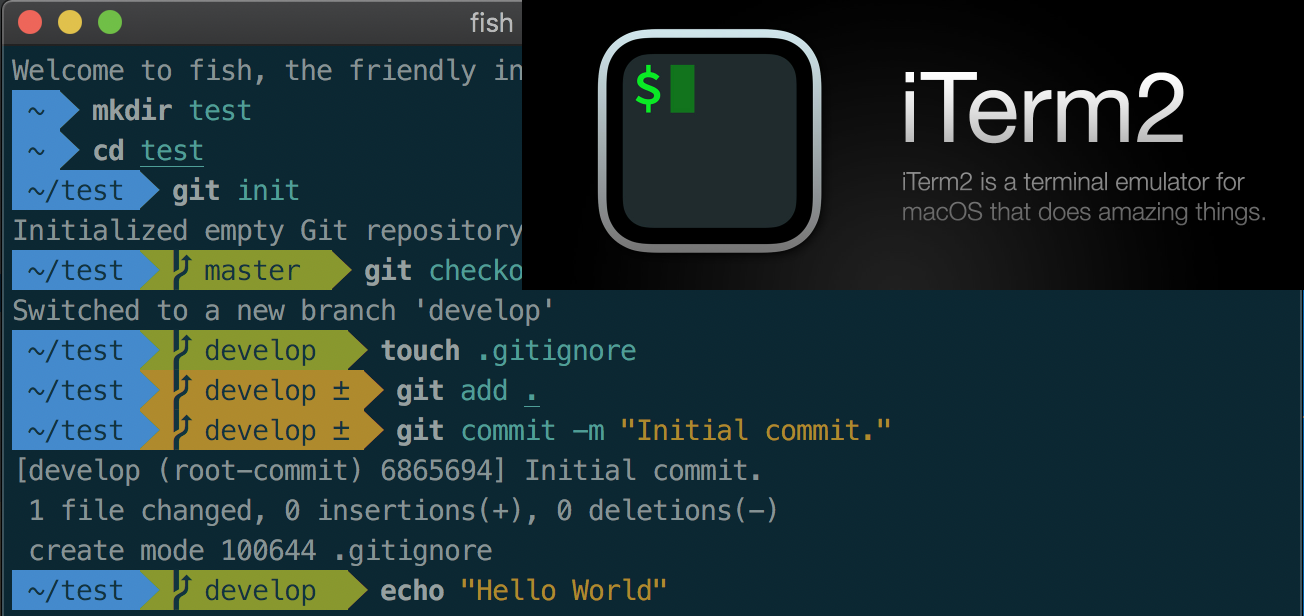 fish
Welcome to fish, the friendly in
~ mkdir test
~ cd test
~/test git init
Initialized empty Git repository
~/test master git checko
Switched to a new branch 'develop'
~/test develop touch .gitignore
~/test develop ± git add .
~/test develop ± git commit -m "Initial commit."
[develop (root-commit) 6865694] Initial commit.
1 file changed, 0 insertions(+), 0 deletions(-)
create mode 100644 .gitignore
~/test develop echo "Hello World"
$
iTerm2
iTerm2 is a terminal emulator for
macOS that does amazing things.